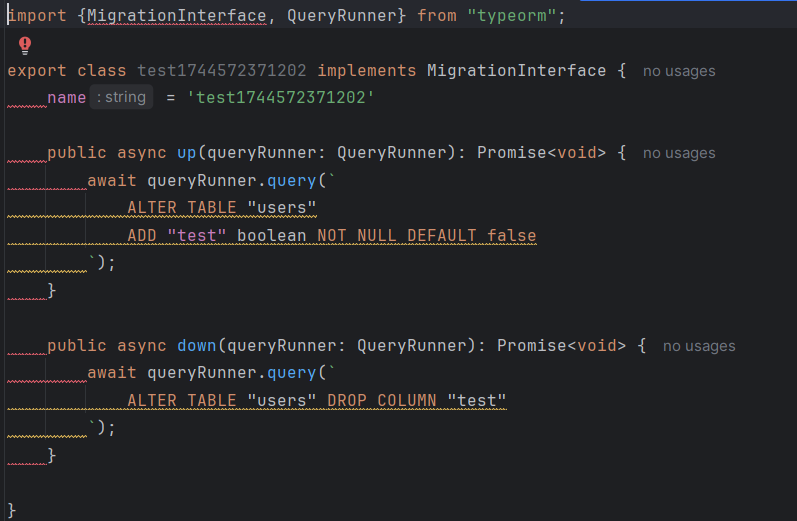 import {MigrationInterface, QueryRunner} from "typeorm";
export class test1744572371202 implements MigrationInterface { no usages
name : string = 'test1744572371202'
public async up(queryRunner: QueryRunner): Promise<void> { no usages
await queryRunner.query(`
ALTER TABLE "users"
ADD "test" boolean NOT NULL DEFAULT false
`);
}
public async down(queryRunner: QueryRunner): Promise<void> { no usages
await queryRunner.query(`
ALTER TABLE "users" DROP COLUMN "test"
`);
}
}